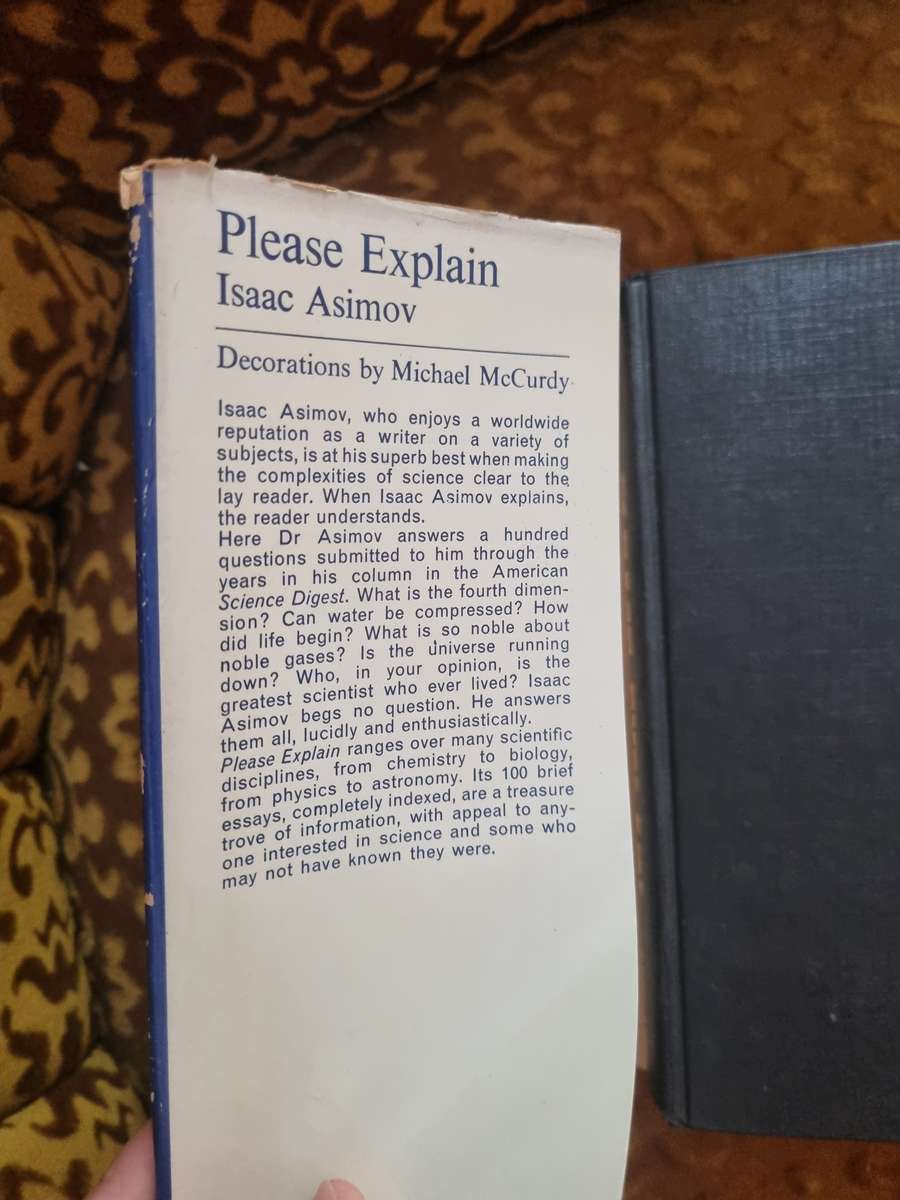 Please Explain
Isaac Asimov
Decorations by Michael McCurdy
Isaac Asimov, who enjoys a worldwide
reputation as a writer on a variety of
subjects, is at his superb best when making
the complexities of science clear to the
lay reader. When Isaac Asimov explains,
the reader understands.
Here Dr Asimov answers a hundred
questions submitted to him through the
years in his column in the American
Science Digest. What is the fourth dimen-
sion? Can water be compressed? How
did life begin? What is so noble about
noble gases? Is the Universe running
down? Who, in your opinion, is the
greatest scientist who ever lived? Isaac
Asimov begs no question. He answers
them all, lucidly and enthusiastically.
Please Explain ranges over many scientific
disciplines, from chemistry to biology,
from physics to astronomy. Its 100 brief
essays, completely indexed, are a treasure
trove of information, with appeal to any-
one interested in science and some who
may not have known they were.